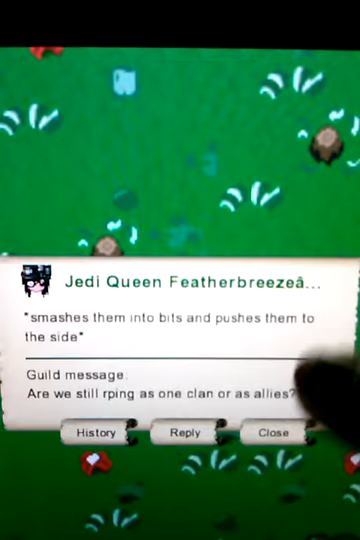 Jedi Queen Featherbreezeâ...
*smashes them into bits and pushes them to
the side*
Guild message:
Are we still rping as one clan or as allies?
History
Reply
Close